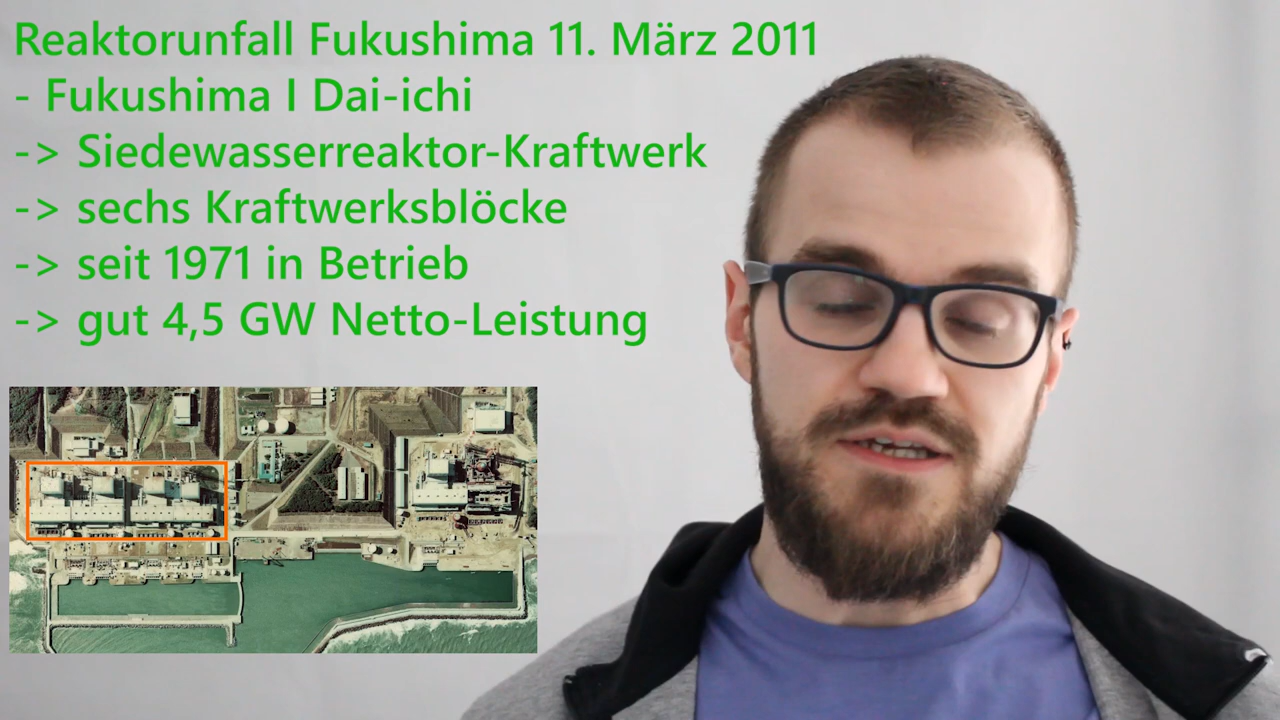 Reaktorunfall Fukushima 11. März 2011
- Fukushima I Dai-ichi
-> Siedewasserreaktor-Kraftwerk
-> sechs Kraftwerksblöcke
-> seit 1971 in Betrieb
-> gut 4,5 GW Netto-Leistung